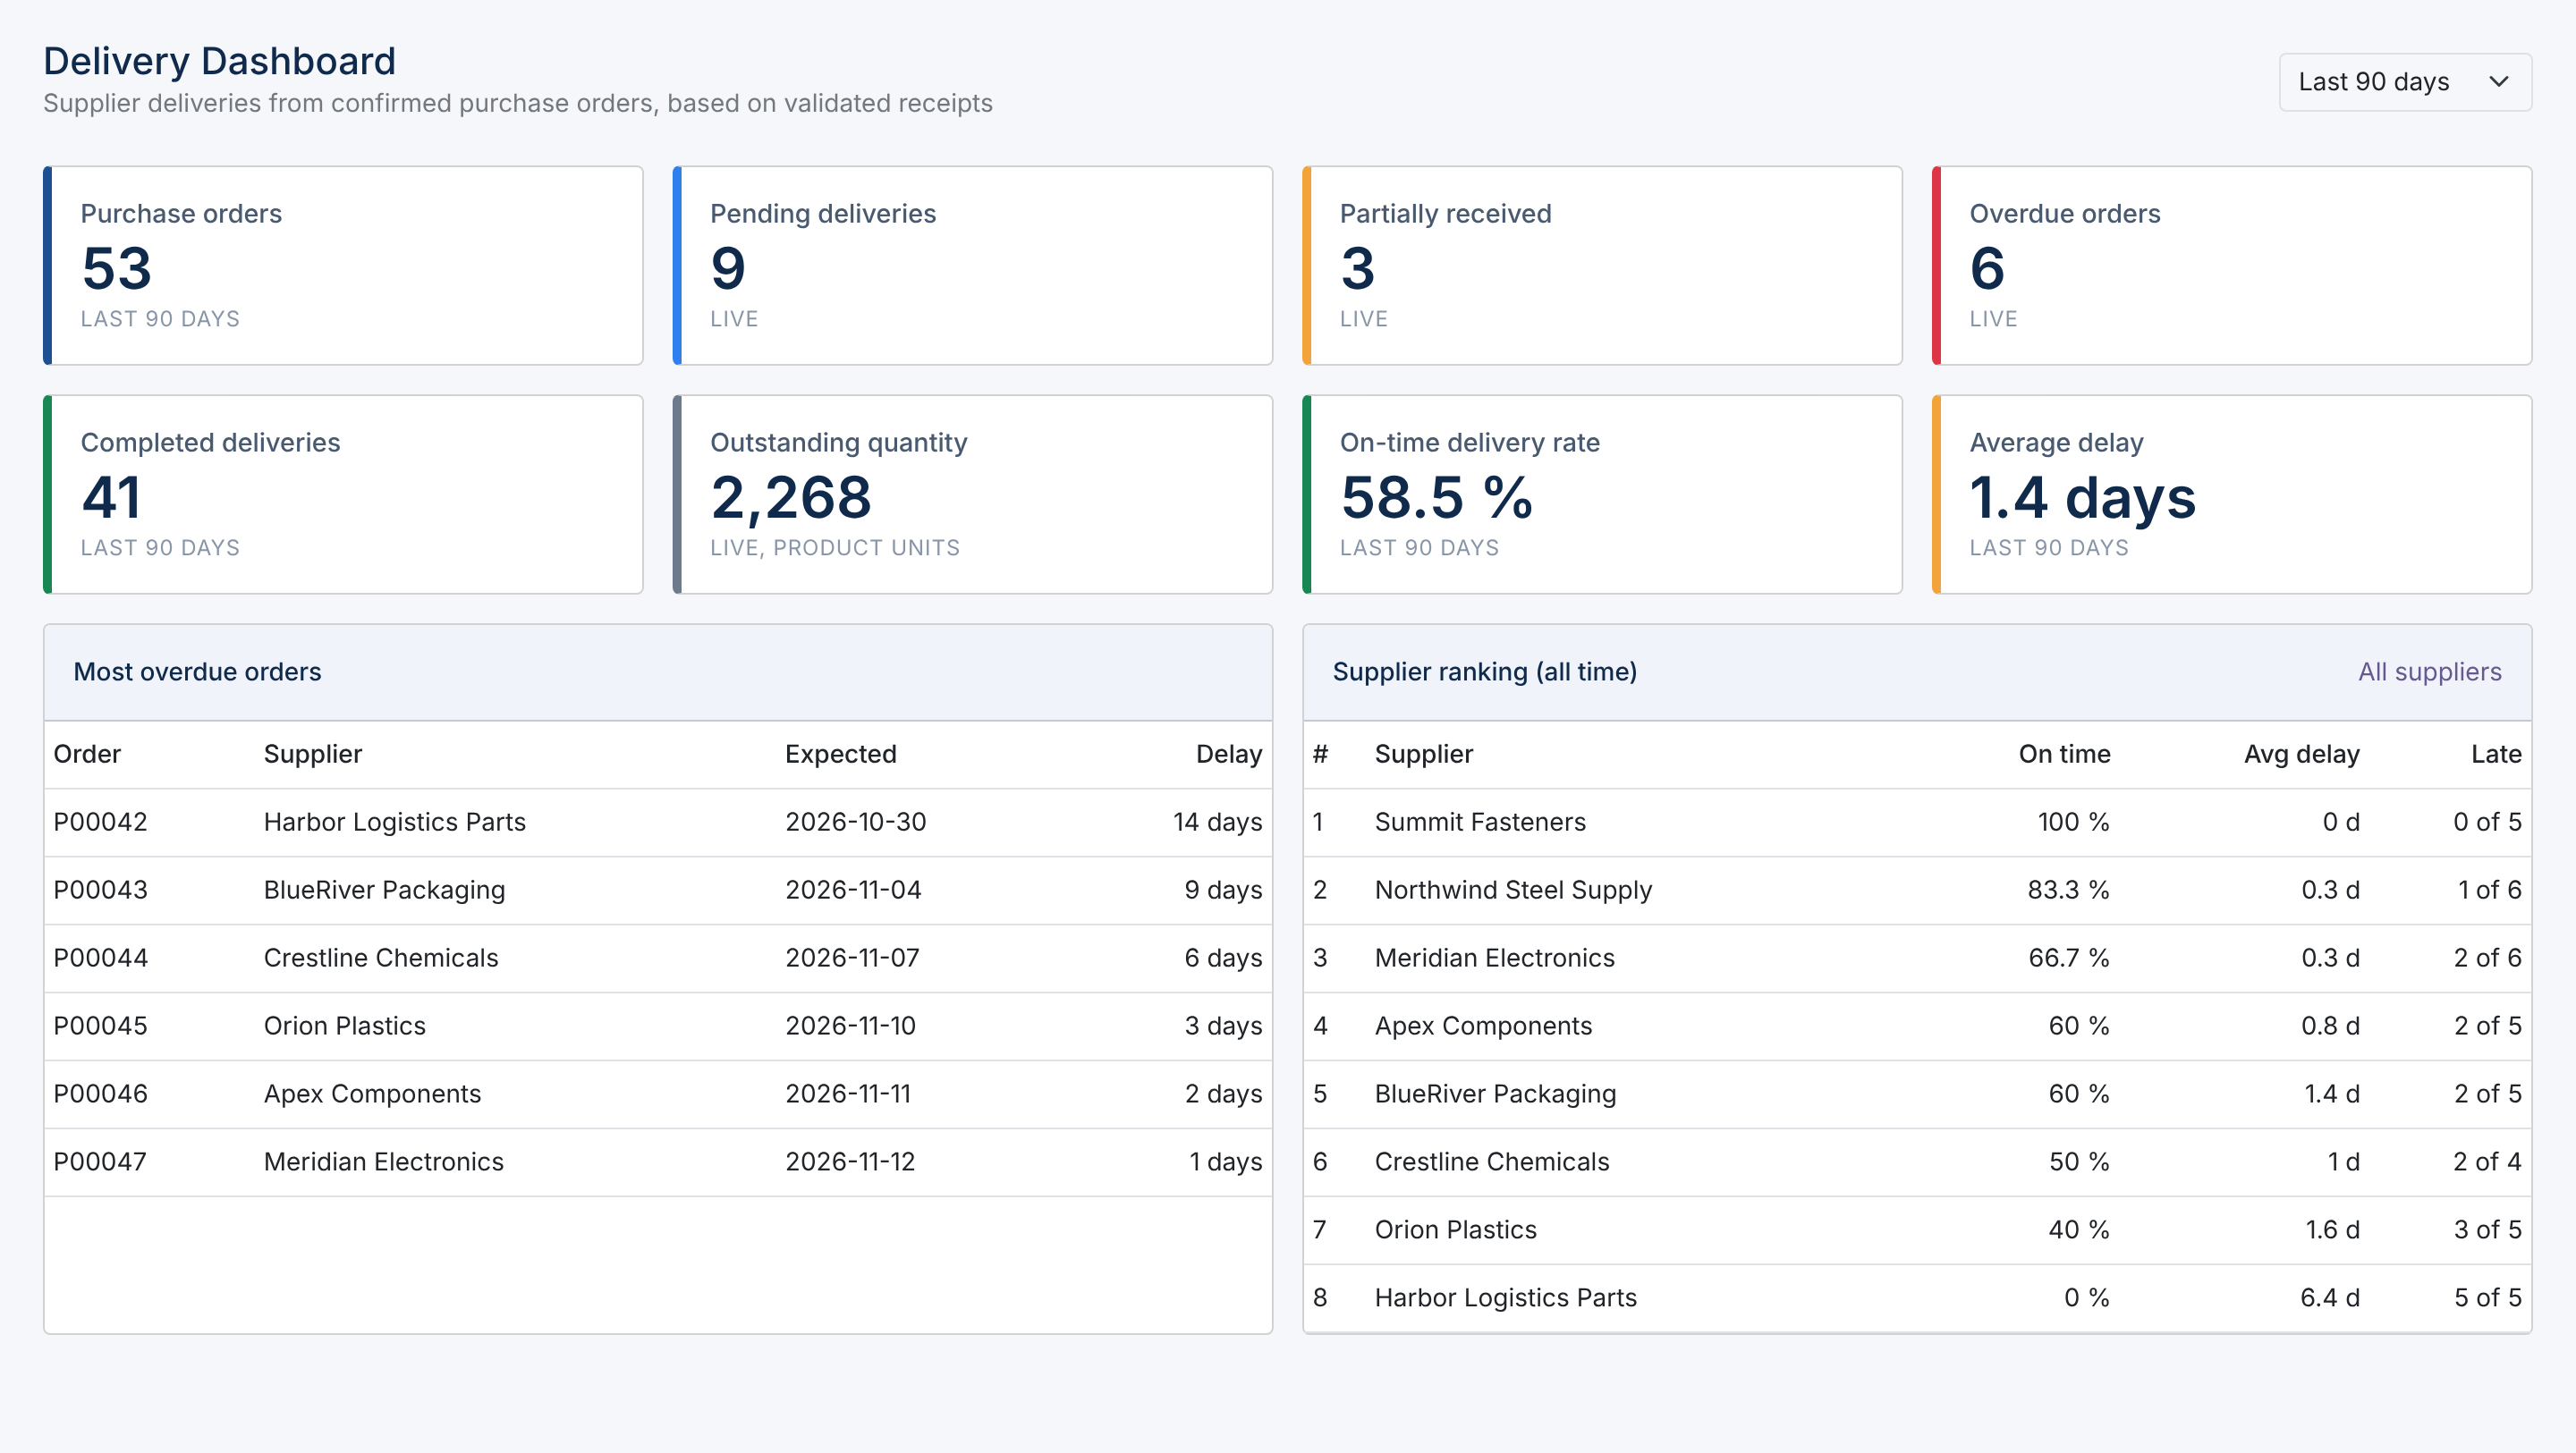 Delivery Dashboard
Supplier deliveries from confirmed purchase orders, based on validated receipts
Last 90 days
Purchase orders
53
LAST 90 DAYS
Pending deliveries
9
LIVE
Partially received
3
LIVE
Overdue orders
6
LIVE
Completed deliveries
41
LAST 90 DAYS
Outstanding quantity
2,268
LIVE, PRODUCT UNITS
On-time delivery rate
58.5 %
LAST 90 DAYS
Average delay
1.4 days
LAST 90 DAYS
Most overdue orders
Order Supplier Expected Delay
P00042 Harbor Logistics Parts 2026-10-30 14 days
P00043 BlueRiver Packaging 2026-11-04 9 days
P00044 Crestline Chemicals 2026-11-07 6 days
P00045 Orion Plastics 2026-11-10 3 days
P00046 Apex Components 2026-11-11 2 days
P00047 Meridian Electronics 2026-11-12 1 days
Supplier ranking (all time) All suppliers
# Supplier On time Avg delay Late
1 Summit Fasteners 100 % 0 d 0 of 5
2 Northwind Steel Supply 83.3 % 0.3 d 1 of 6
3 Meridian Electronics 66.7 % 0.3 d 2 of 6
4 Apex Components 60 % 0.8 d 2 of 5
5 BlueRiver Packaging 60 % 1.4 d 2 of 5
6 Crestline Chemicals 50 % 1 d 2 of 4
7 Orion Plastics 40 % 1.6 d 3 of 5
8 Harbor Logistics Parts 0 % 6.4 d 5 of 5